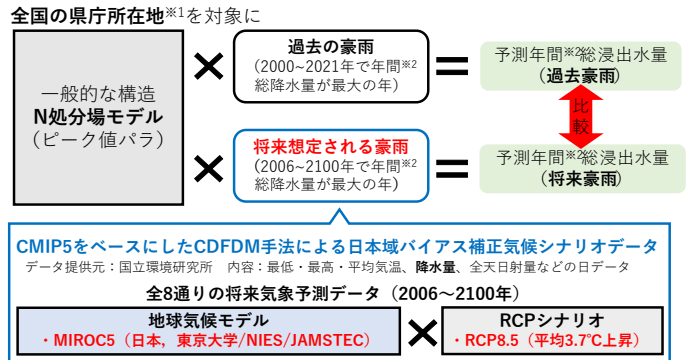 全国の県庁所在地※1を対象に
一般的な構造
N処分場モデル
（ピーク値パラ）
×
過去の豪雨
（2000~2021年で年間※2
総降水量が最大の年）
=
予測年間※2総浸出水量
（過去豪雨）
比較
×
将来想定される豪雨
（2006~2100年で年間※2
総降水量が最大の年）
=
予測年間※2総浸出水量
（将来豪雨）
CMIP5をベースにしたCDFDM手法による日本域バイアス補正気候シナリオデータ
データ提供元：国立環境研究所　内容：最低・最高・平均気温、降水量、全天日射量などの日データ
全8通りの将来気象予測データ（2006～2100年）
地球気候モデル
・MIROC5（日本，東京大学/NIES/JAMSTEC）
×
RCPシナリオ
・RCP8.5（平均3.7℃上昇）